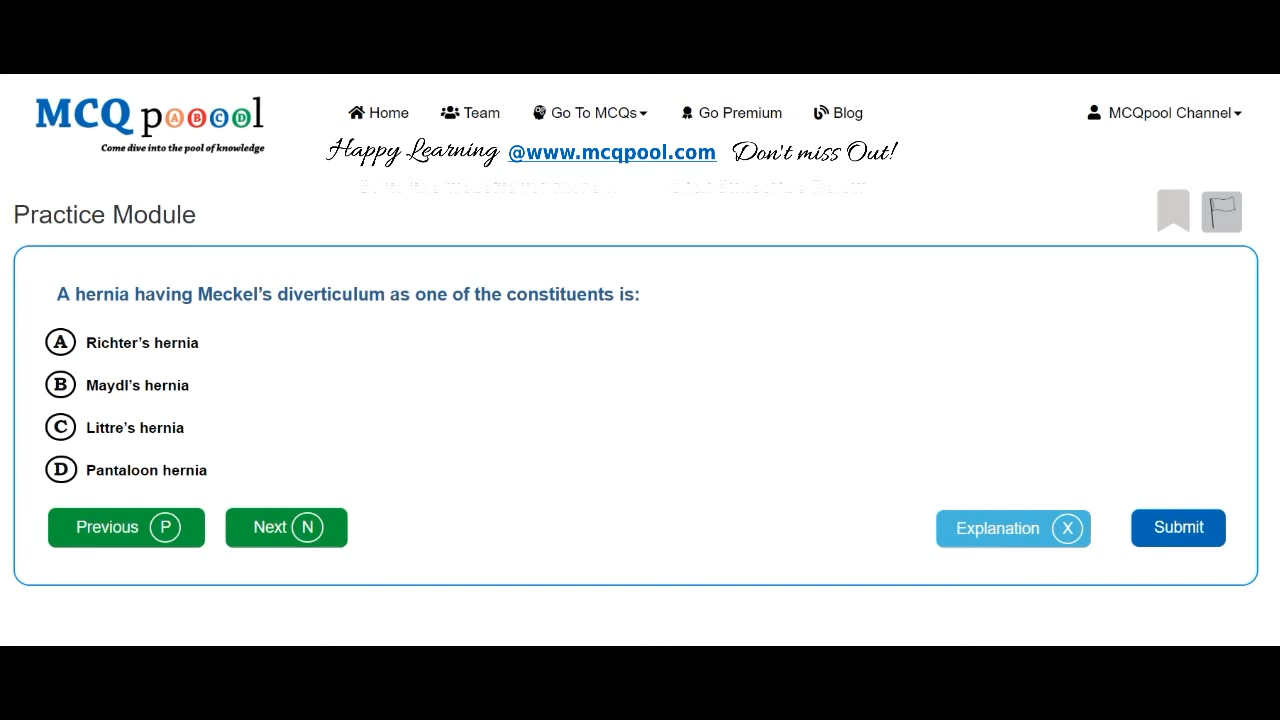 MCQ pooool
Come dive into the pool of knowledge
Home Team Go To MCQs Go Premium Blog MCQpool Channel
Happy Learning @www.mcqpool.com Don't miss Out!
Practice Module
A hernia having Meckel's diverticulum as one of the constituents is:
A Richter's hernia
B Maydl's hernia
C Littre's hernia
D Pantaloon hernia
Previous P Next N Explanation X Submit